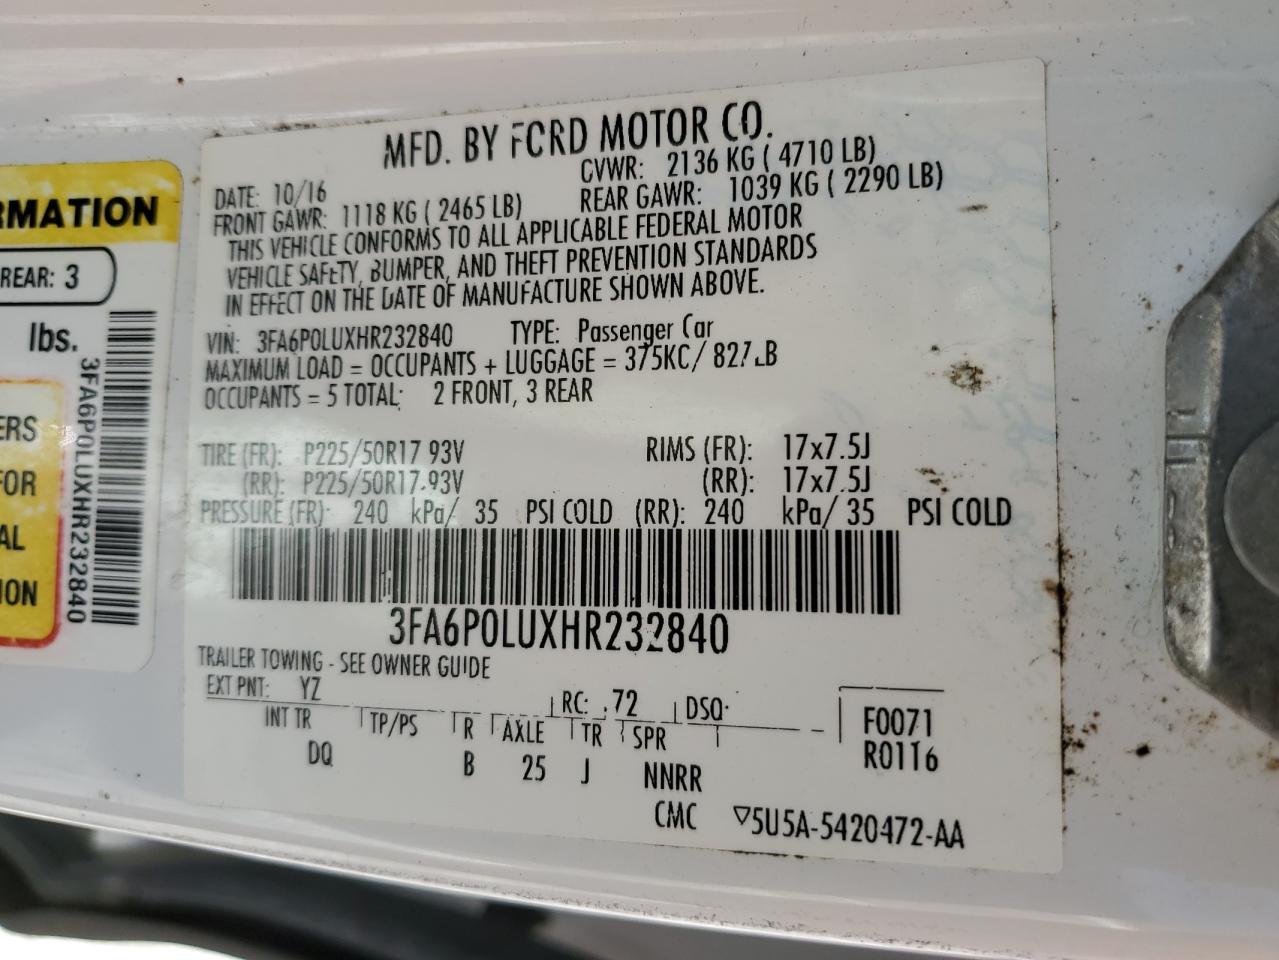 RMATION
REAR: 3
lbs.
3FA6P0LUXHR232840
ERS
FOR
AL
ION
MFD. BY FORD MOTOR CO.
DATE: 10/16
GVWR: 2136 KG ( 4710 LB)
FRONT GAWR: 1118 KG ( 2465 LB)
REAR GAWR: 1039 KG ( 2290 LB)
THIS VEHICLE CONFORMS TO ALL APPLICABLE FEDERAL MOTOR
VEHICLE SAFETY, BUMPER, AND THEFT PREVENTION STANDARDS
IN EFFECT ON THE DATE OF MANUFACTURE SHOWN ABOVE.
VIN: 3FA6P0LUXHR232840 TYPE: Passenger Car
MAXIMUM LOAD = OCCUPANTS + LUGGAGE = 375KG/ 827LB
OCCUPANTS = 5 TOTAL: 2 FRONT, 3 REAR
TIRE (FR): P225/50R17 93V RIMS (FR): 17x7.5J
(RR): P225/50R17 93V (RR): 17x7.5J
PRESSURE (FR): 240 kPa/ 35 PSI COLD (RR): 240 kPa/ 35 PSI COLD
3FA6P0LUXHR232840
TRAILER TOWING - SEE OWNER GUIDE
EXT PNT: YZ RC: 72 DSO:
INT TR TP/PS R AXLE TR SPR
DQ B 25 J NNRR
F0071
R0116
CMC ▽5U5A-5420472-AA